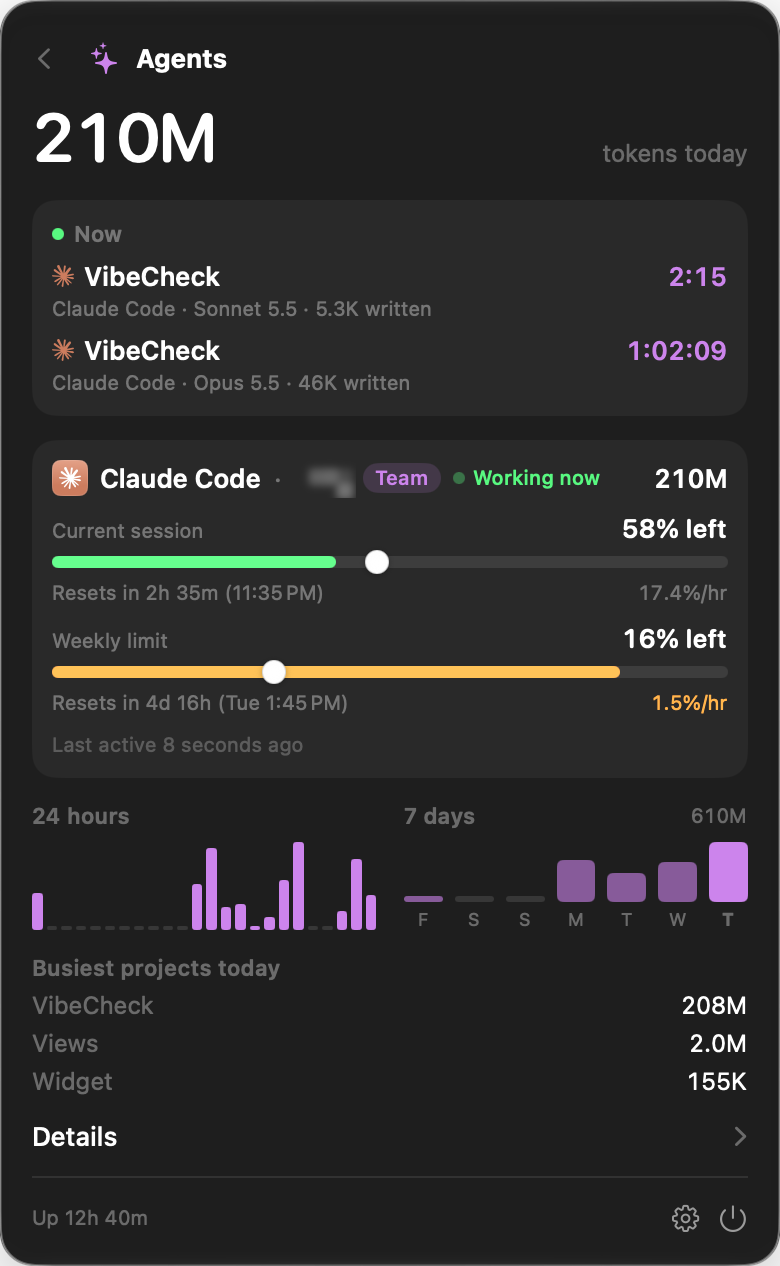 Agents
210M tokens today
Now
VibeCheck 2:15
Claude Code · Sonnet 5.5 · 5.3K written
VibeCheck 1:02:09
Claude Code · Opus 5.5 · 46K written
Claude Code · Team Working now 210M
Current session 58% left
Resets in 2h 35m (11:35 PM) 17.4%/hr
Weekly limit 16% left
Resets in 4d 16h (Tue 1:45 PM) 1.5%/hr
Last active 8 seconds ago
24 hours 7 days 610M
F S S M T W T
Busiest projects today
VibeCheck 208M
Views 2.0M
Widget 155K
Details
Up 12h 40m